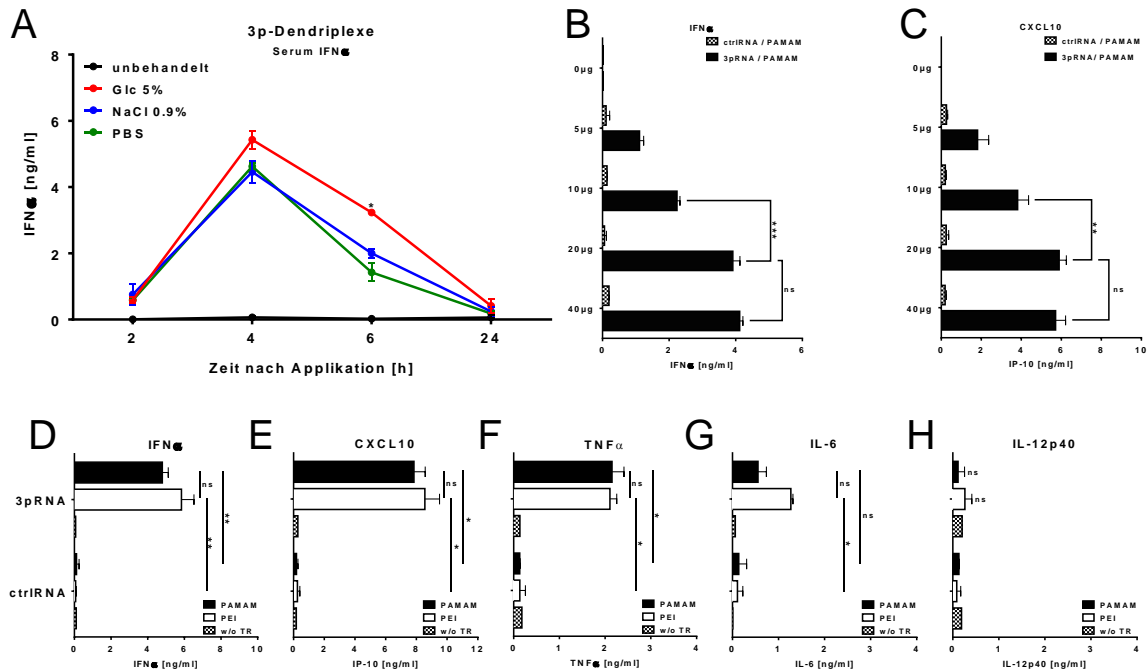 A
3p-Dendriplexe
Serum IFNα
unbehandelt
Glc 5%
NaCl 0.9%
PBS
IFNα [ng/ml]
8
6
4
2
0
*
2 4 6 24
Zeit nach Applikation [h]
B
IFNα
ctrlRNA / PAMAM
3pRNA / PAMAM
0µg
5µg
10µg
20µg
40µg
***
ns
0 2 4 6
IFNα [ng/ml]
C
CXCL10
ctrlRNA / PAMAM
3pRNA / PAMAM
0µg
5µg
10µg
20µg
40µg
**
ns
0 2 4 6 8 10
IP-10 [ng/ml]
D
IFNα
3pRNA
ctrlRNA
ns
**
**
PAMAM
PEI
w/o TR
0 2 4 6 8 10
IFNα [ng/ml]
E
CXCL10
ns
*
*
PAMAM
PEI
w/o TR
0 2 4 6 8 10 12
IP-10 [ng/ml]
F
TNFα
ns
*
*
PAMAM
PEI
w/o TR
0 1 2 3 4
TNFα [ng/ml]
G
IL-6
ns
ns
*
PAMAM
PEI
w/o TR
0 1 2 3 4
IL-6 [ng/ml]
H
IL-12p40
ns
ns
PAMAM
PEI
w/o TR
0 1 2 3 4
IL-12p40 [ng/ml]